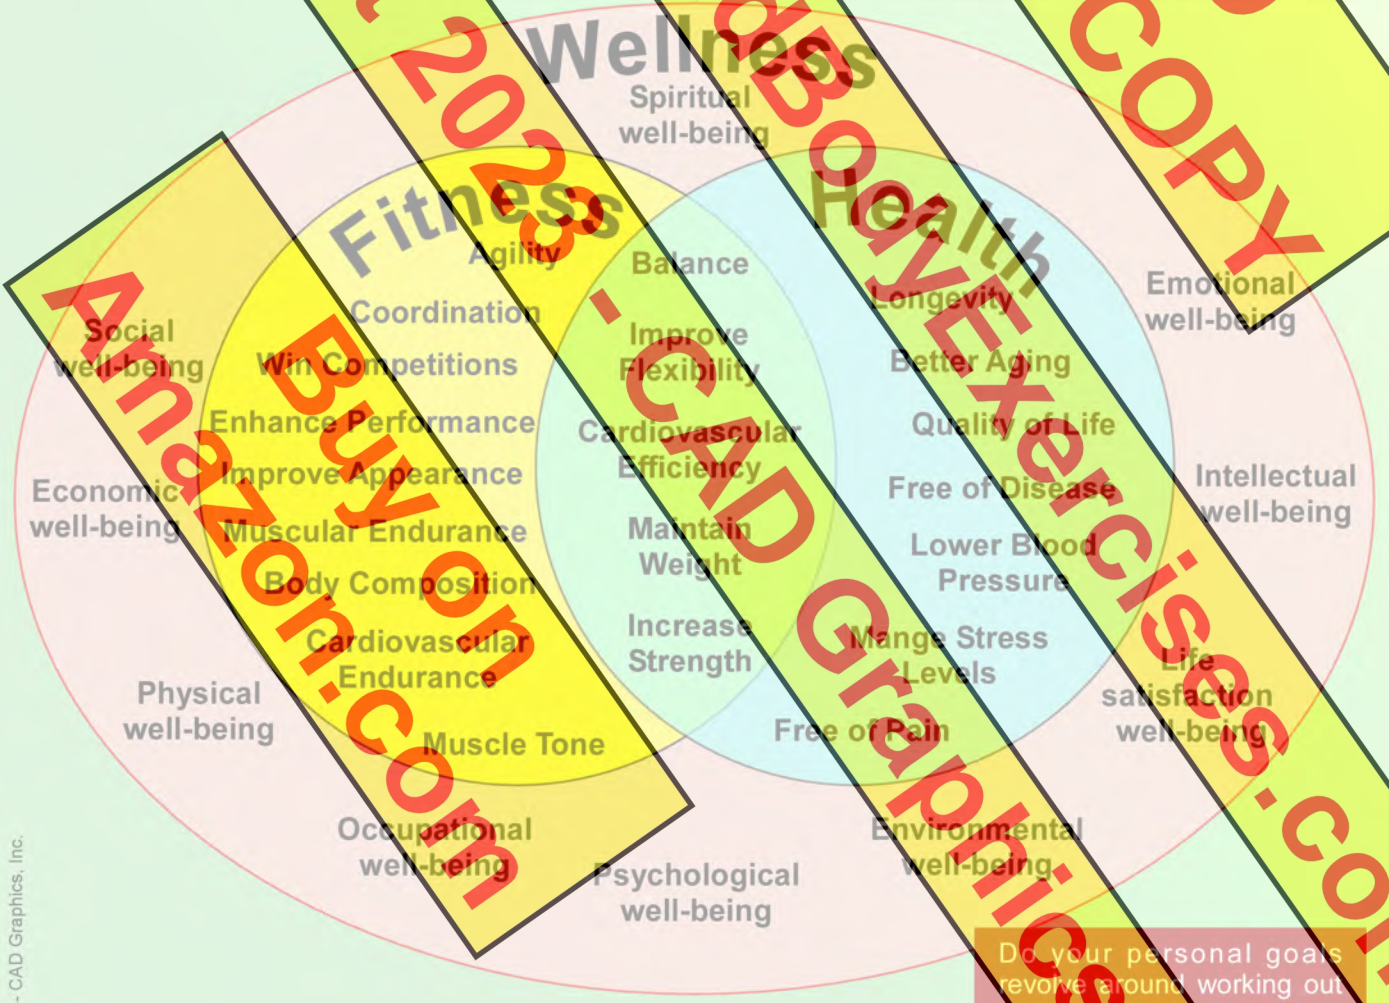 Wellness
Spiritual
well-being
Fitness
Agility
Coordination
Win Competitions
Enhance Performance
Improve Appearance
Muscular Endurance
Body Composition
Cardiovascular
Endurance
Muscle Tone
Balance
Improve
Flexibility
Cardiovascular
Efficiency
Maintain
Weight
Increase
Strength
Health
Longevity
Better Aging
Quality of Life
Free of Disease
Lower Blood
Pressure
Mange Stress
Levels
Free of Pain
Social
well-being
Economic
well-being
Physical
well-being
Occupational
well-being
Psychological
well-being
Environmental
well-being
Life
satisfaction
well-being
Intellectual
well-being
Emotional
well-being
Buy on
Amazon.com
2023 - CAD Graphics
dBodyExercises.com
COPY
- CAD Graphics, Inc.
Do your personal goals
revolve around working out